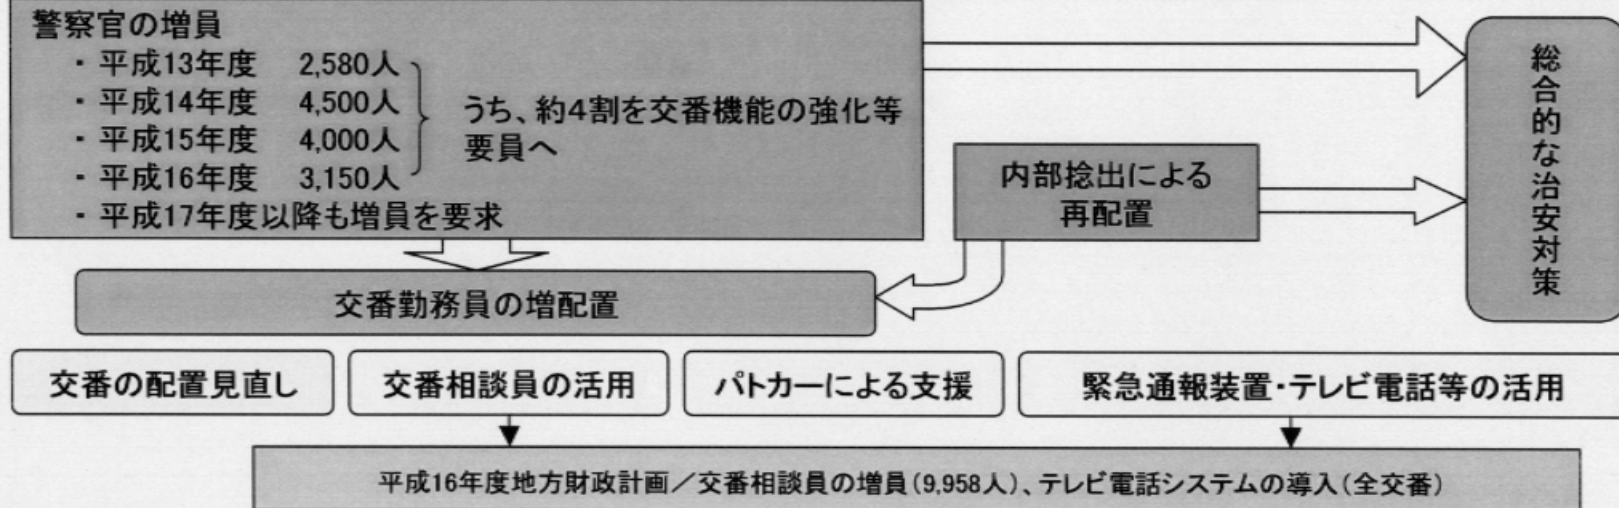 警察官の増員
・平成13年度 2,580人
・平成14年度 4,500人
・平成15年度 4,000人
・平成16年度 3,150人
うち、約4割を交番機能の強化等
要員へ
・平成17年度以降も増員を要求
内部捻出による
再配置
総合的な治安対策
交番勤務員の増配置
交番の配置見直し
交番相談員の活用
パトカーによる支援
緊急通報装置・テレビ電話等の活用
平成16年度地方財政計画／交番相談員の増員(9,958人)、テレビ電話システムの導入(全交番)